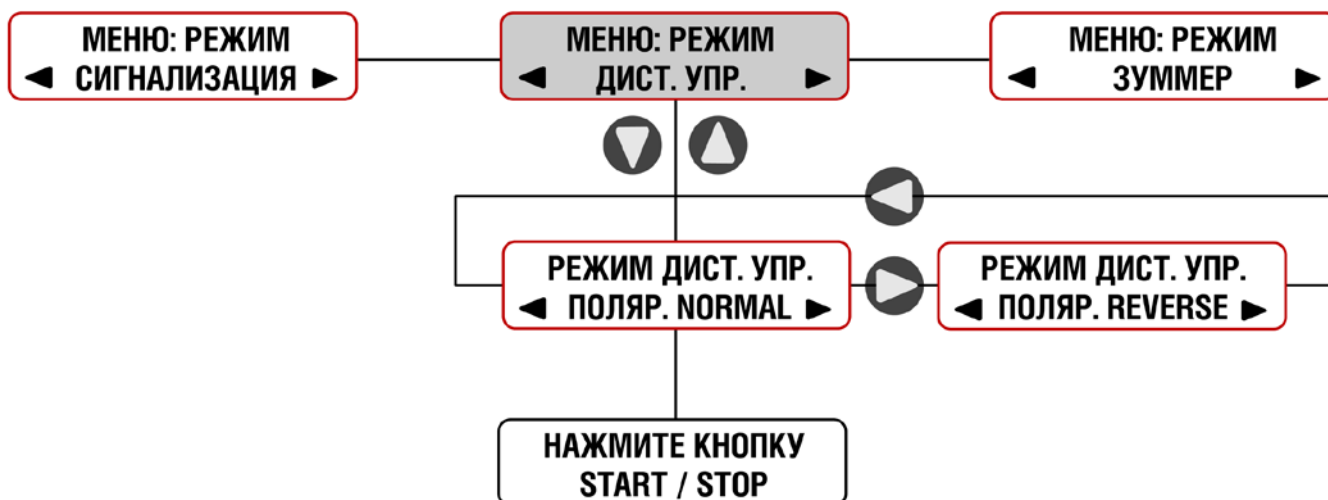 МЕНЮ: РЕЖИМ
СИГНАЛИЗАЦИЯ
МЕНЮ: РЕЖИМ
ДИСТ. УПР.
МЕНЮ: РЕЖИМ
ЗУММЕР
РЕЖИМ ДИСТ. УПР.
ПОЛЯР. NORMAL
РЕЖИМ ДИСТ. УПР.
ПОЛЯР. REVERSE
НАЖМИТЕ КНОПКУ
START / STOP